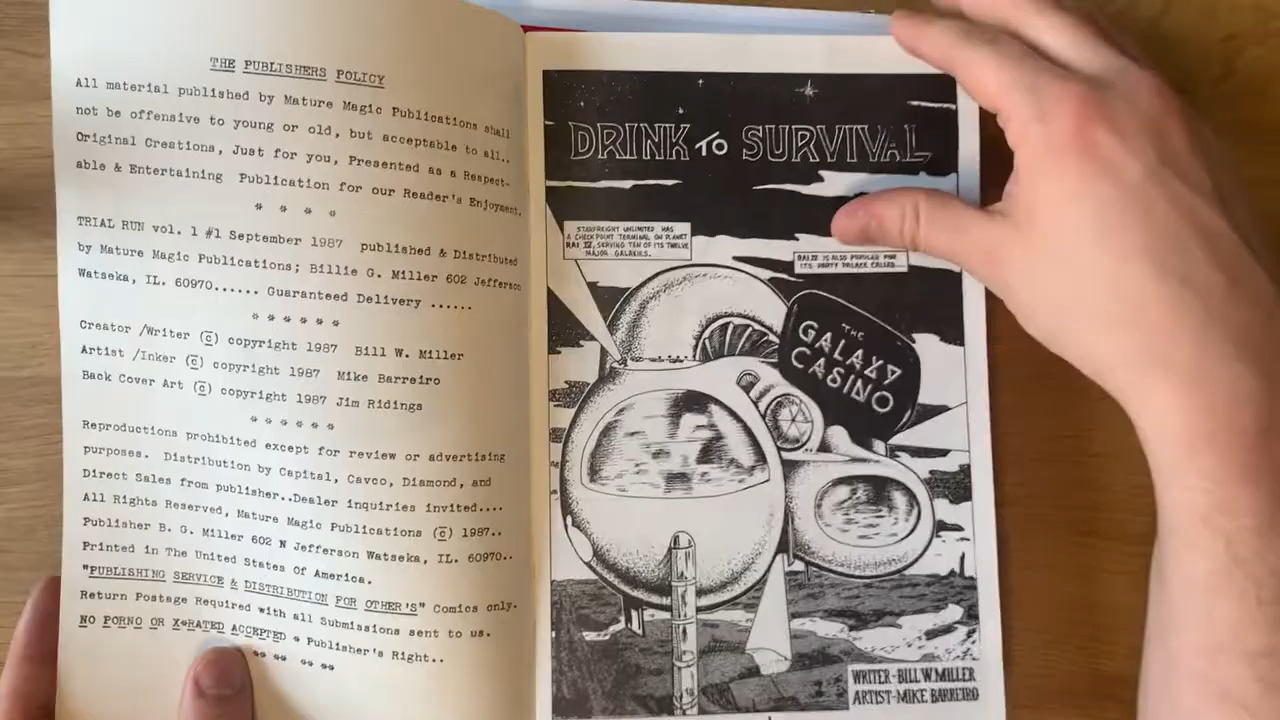 THE PUBLISHERS POLICY
All material published by Mature Magic Publications shall
not be offensive to young or old, but acceptable to all..
Original Creations, Just for you, Presented as a Respect-
able & Entertaining Publication for our Reader's Enjoyment.
* * * *
TRIAL RUN vol. 1 #1 September 1987 published & Distributed
by Mature Magic Publications; Billie G. Miller 602 Jefferson
Watseka, IL. 60970...... Guaranteed Delivery ......
* * * * * *
Creator /Writer (c) copyright 1987 Bill W. Miller
Artist /Inker (c) copyright 1987 Mike Barreiro
Back Cover Art (c) copyright 1987 Jim Ridings
* * * * * *
Reproductions prohibited except for review or advertising
purposes. Distribution by Capital, Cavco, Diamond, and
Direct Sales from publisher..Dealer inquiries invited....
All Rights Reserved, Mature Magic Publications (c) 1987..
Publisher B. G. Miller 602 N Jefferson Watseka, IL. 60970..
Printed in The United States Of America.
"PUBLISHING SERVICE & DISTRIBUTION FOR OTHER'S" Comics only.
Return Postage Required with all Submissions sent to us.
NO PORNO OR X*RATED ACCEPTED * Publisher's Right..
** ** ** **
DRINK TO SURVIVAL
STARFREIGHT UNLIMITED HAS
A CHECKPOINT TERMINAL ON PLANET
RAI IV, SERVING TEN OF ITS TWELVE
MAJOR GALAXIES.
RAI IV IS ALSO POPULAR FOR
ITS PARTY PALACE CALLED...
THE
GALAXY
CASINO
WRITER-BILL W. MILLER
ARTIST-MIKE BARREIRO